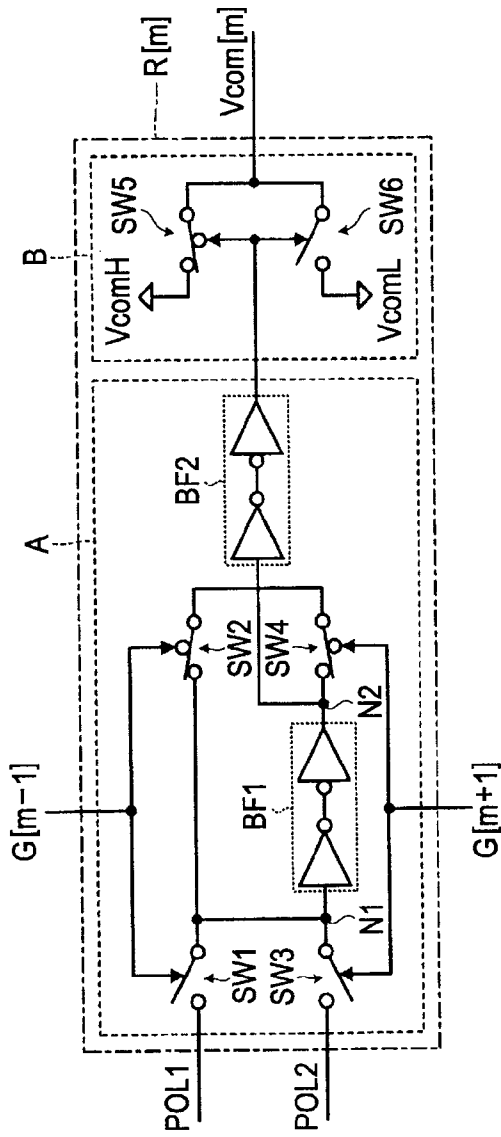 R[m]
A
B
G[m−1]
VcomH
SW5
Vcom[m]
BF2
POL1
SW1
SW2
SW6
VcomL
POL2
SW3
SW4
BF1
N1
N2
G[m+1]